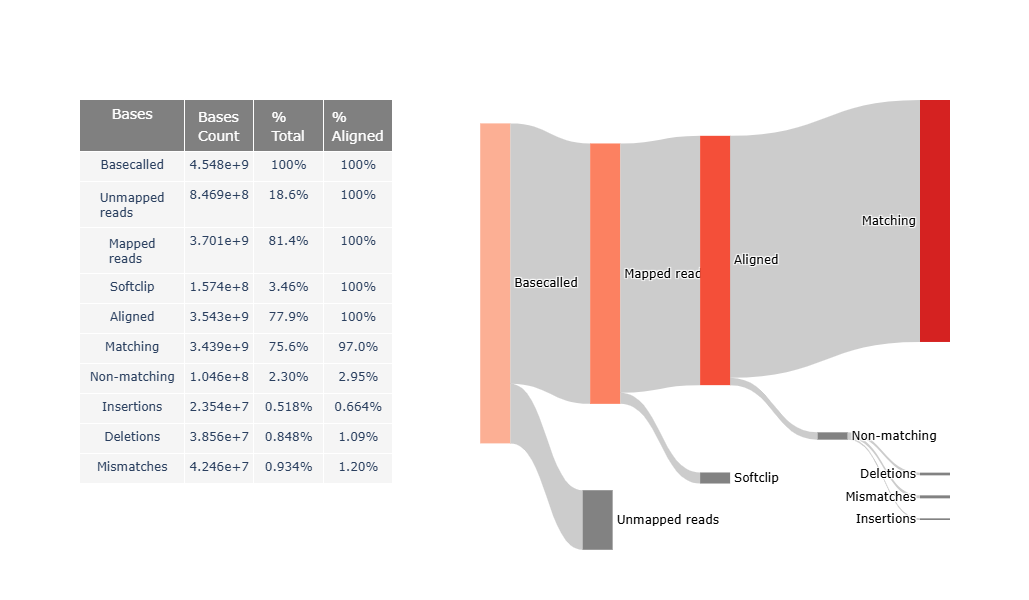 Bases Bases Count % Total % Aligned
Basecalled 4.548e+9 100% 100%
Unmapped reads 8.469e+8 18.6% 100%
Mapped reads 3.701e+9 81.4% 100%
Softclip 1.574e+8 3.46% 100%
Aligned 3.543e+9 77.9% 100%
Matching 3.439e+9 75.6% 97.0%
Non-matching 1.046e+8 2.30% 2.95%
Insertions 2.354e+7 0.518% 0.664%
Deletions 3.856e+7 0.848% 1.09%
Mismatches 4.246e+7 0.934% 1.20%
Matching
Aligned
Mapped read
Basecalled
Non-matching
Deletions
Softclip
Mismatches
Insertions
Unmapped reads